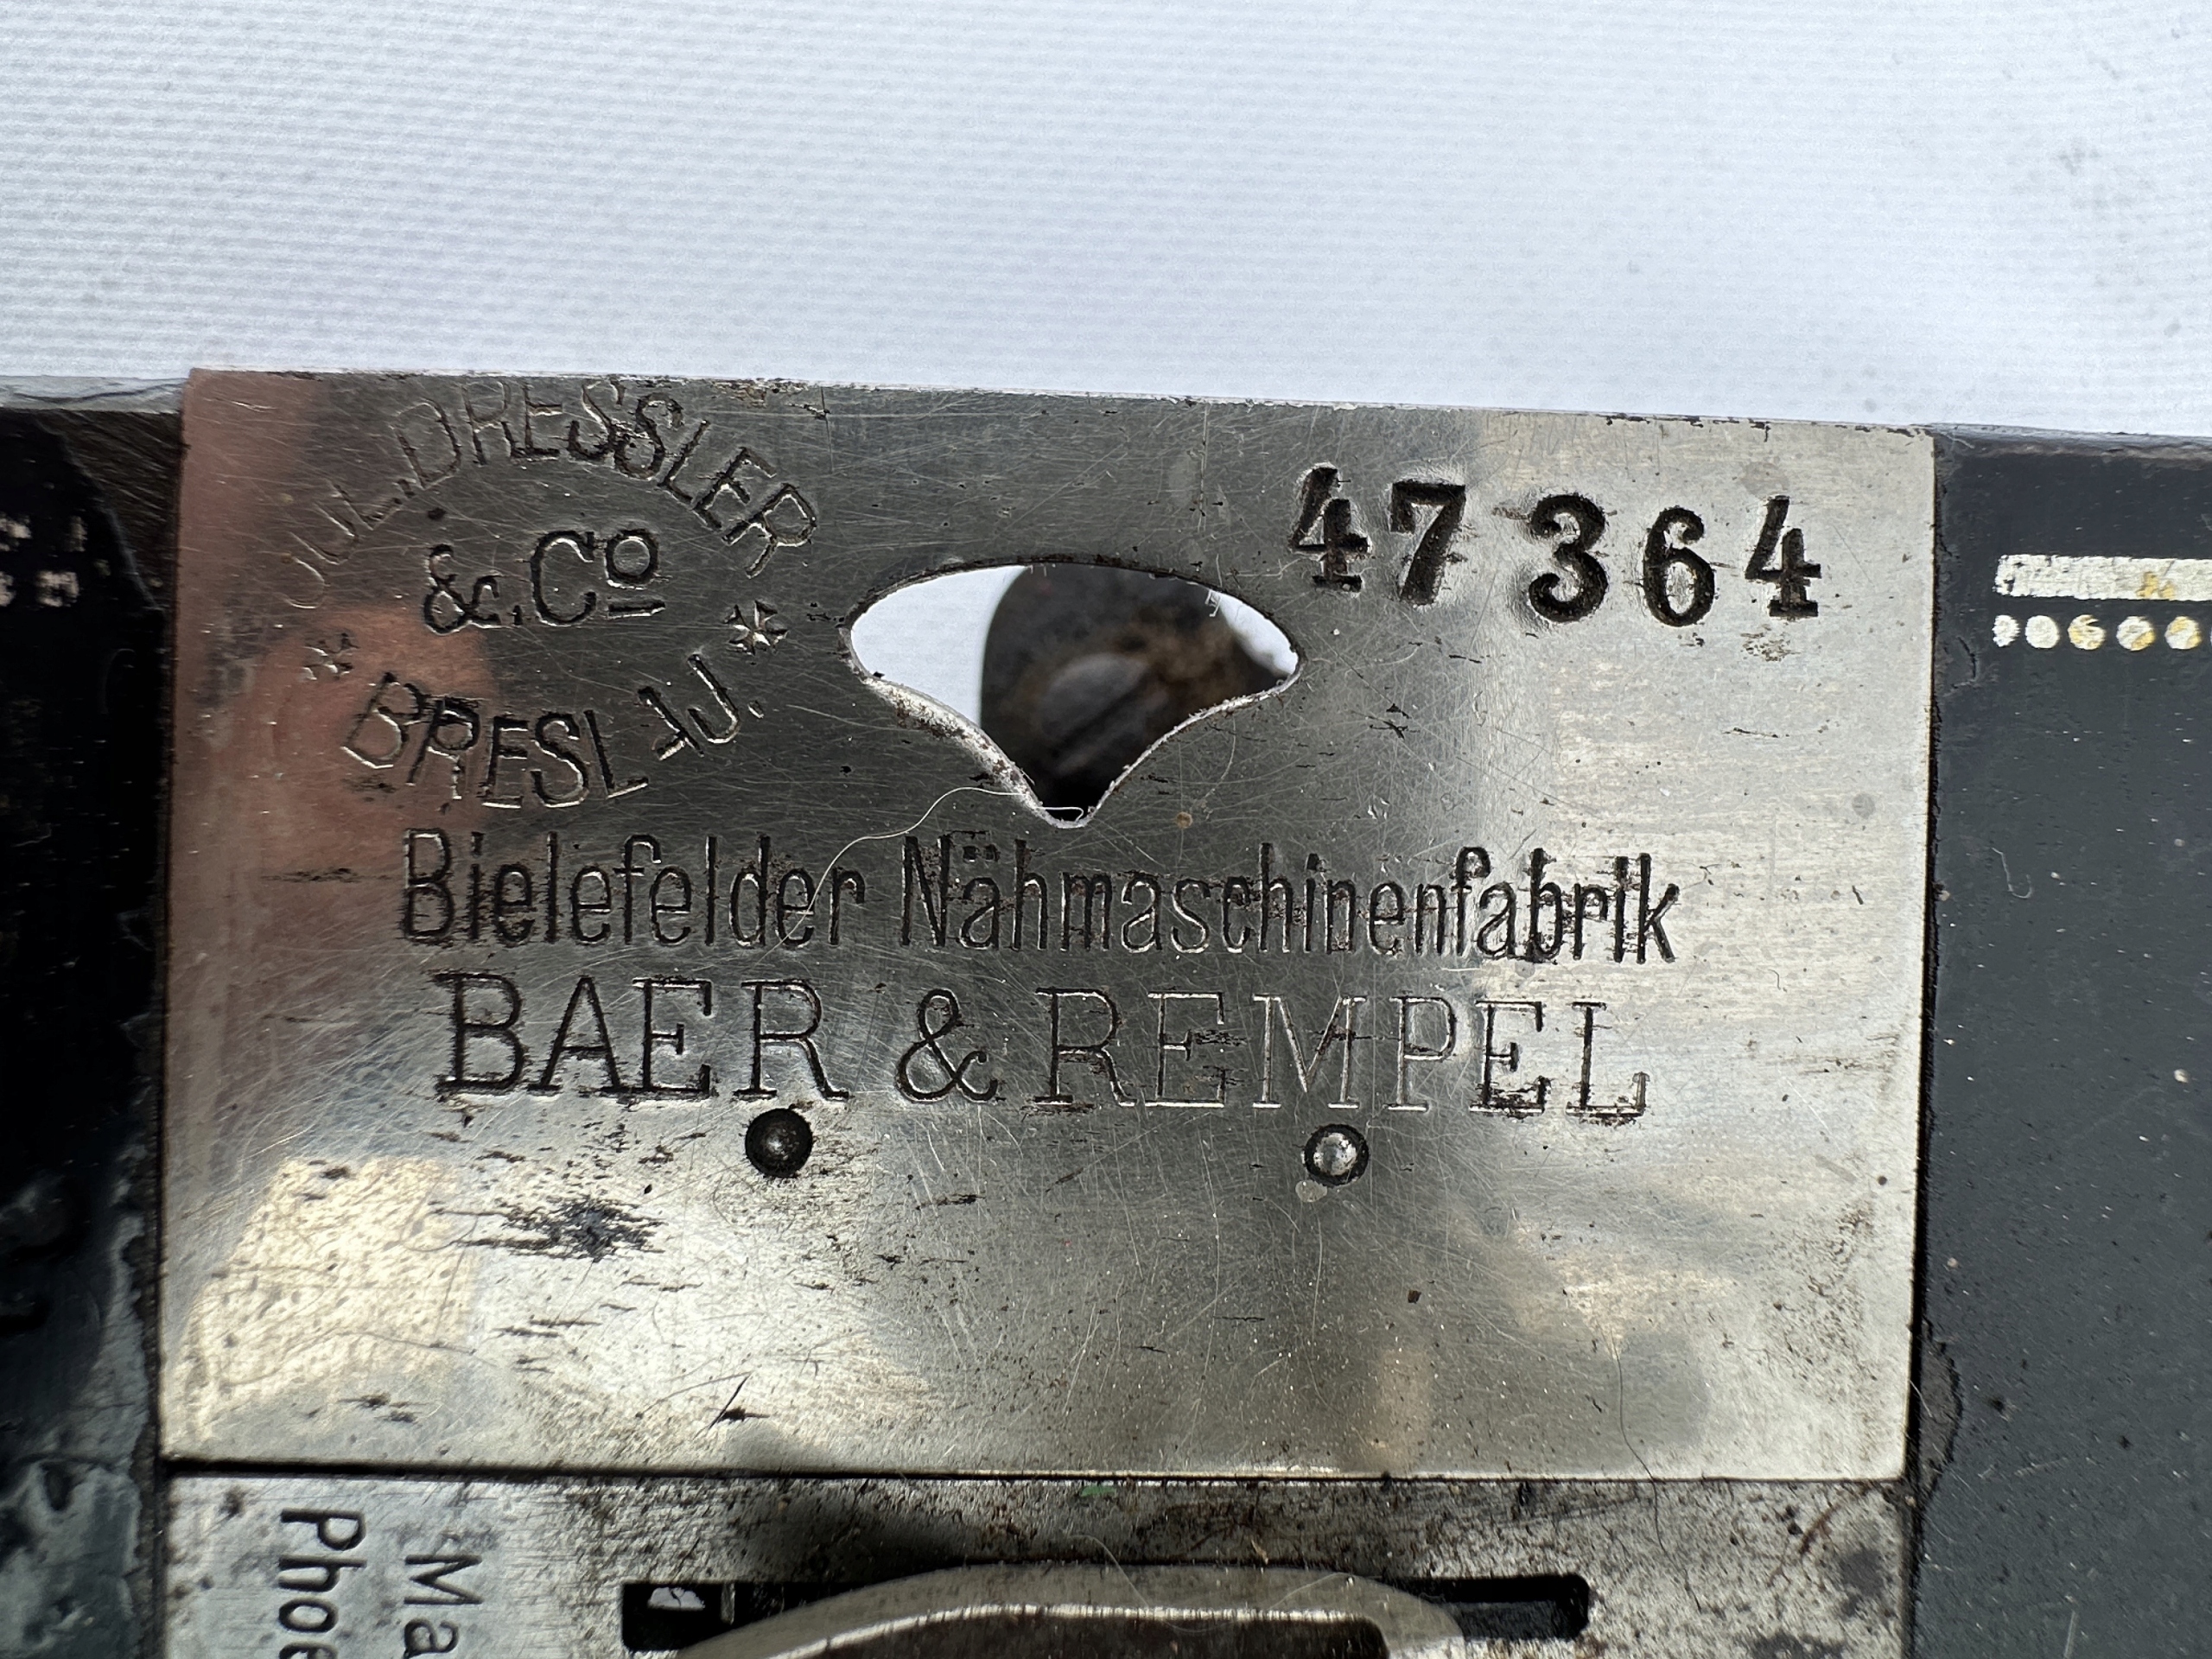 JUL. DRESSLER
& Co
* BRESLAU. *
47364
Bielefelder Nähmaschinenfabrik
BAER & REMPEL